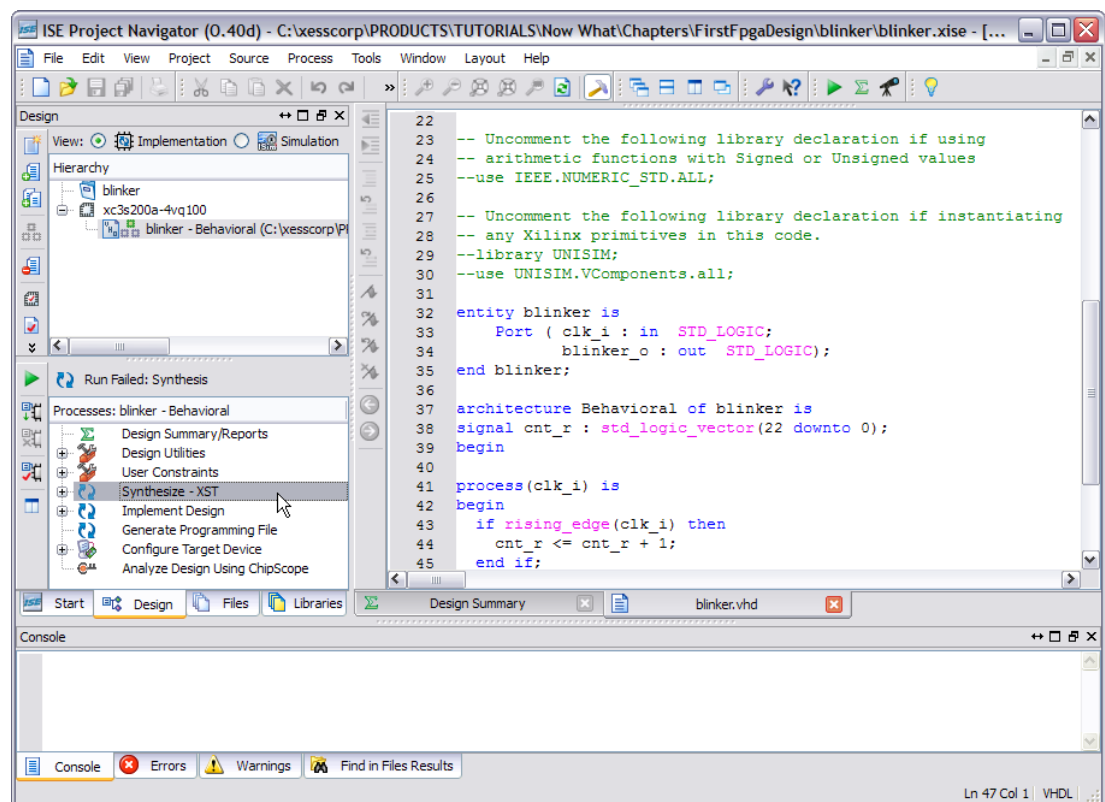 ISE Project Navigator (O.40d) - C:\xesscorp\PRODUCTS\TUTORIALS\Now What\Chapters\FirstFpgaDesign\blinker\blinker.xise - [...
File Edit View Project Source Process Tools Window Layout Help
»
Design
View: Implementation Simulation
Hierarchy
blinker
xc3s200a-4vq100
blinker - Behavioral (C:\xesscorp\P
Run Failed: Synthesis
Processes: blinker - Behavioral
Design Summary/Reports
Design Utilities
User Constraints
Synthesize - XST
Implement Design
Generate Programming File
Configure Target Device
Analyze Design Using ChipScope
Start Design Files Libraries
22
23 -- Uncomment the following library declaration if using
24 -- arithmetic functions with Signed or Unsigned values
25 --use IEEE.NUMERIC_STD.ALL;
26
27 -- Uncomment the following library declaration if instantiating
28 -- any Xilinx primitives in this code.
29 --library UNISIM;
30 --use UNISIM.VComponents.all;
31
32 entity blinker is
33 Port ( clk_i : in STD_LOGIC;
34 blinker_o : out STD_LOGIC);
35 end blinker;
36
37 architecture Behavioral of blinker is
38 signal cnt_r : std_logic_vector(22 downto 0);
39 begin
40
41 process(clk_i) is
42 begin
43 if rising_edge(clk_i) then
44 cnt_r <= cnt_r + 1;
45 end if;
Design Summary blinker.vhd
Console
Console Errors Warnings Find in Files Results
Ln 47 Col 1 VHDL